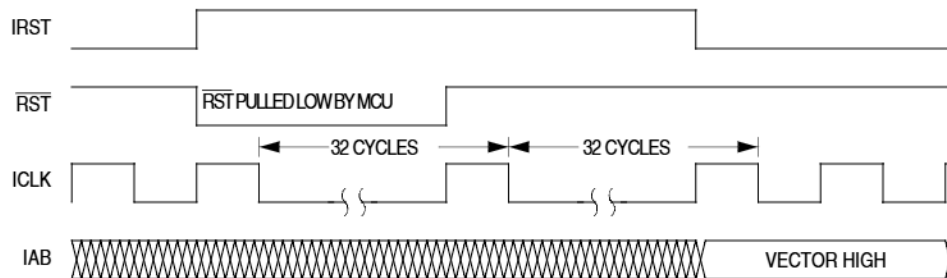 IRST
RST
RST PULLED LOW BY MCU
32 CYCLES
32 CYCLES
ICLK
IAB
VECTOR HIGH